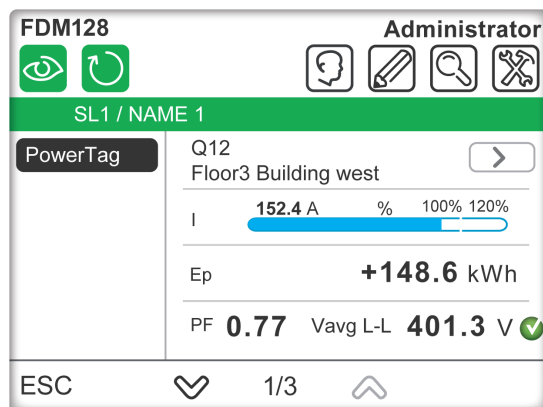 FDM128 Administrator
SL1 / NAME 1
PowerTag
Q12
Floor3 Building west
I 152.4 A % 100% 120%
Ep +148.6 kWh
PF 0.77 Vavg L-L 401.3 V
ESC 1/3